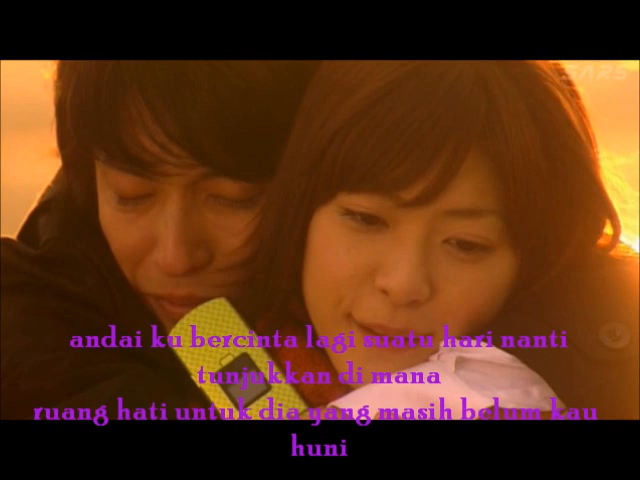 SARS
andai ku bercinta lagi suatu hari nanti
tunjukkan di mana
ruang hati untuk dia yang masih belum kau
huni